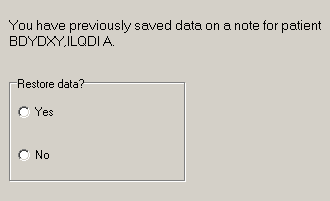 You have previously saved data on a note for patient
BDYDXY,ILQDI A.
Restore data?
Yes
No